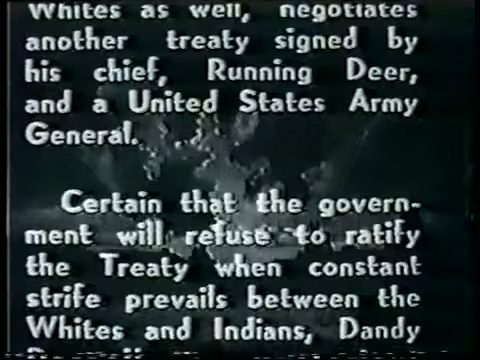 Whites as well, negotiates
another treaty signed by
his chief, Running Deer,
and a United States Army
General.
Certain that the govern-
ment will refuse to ratify
the Treaty when constant
strife prevails between the
Whites and Indians, Dandy